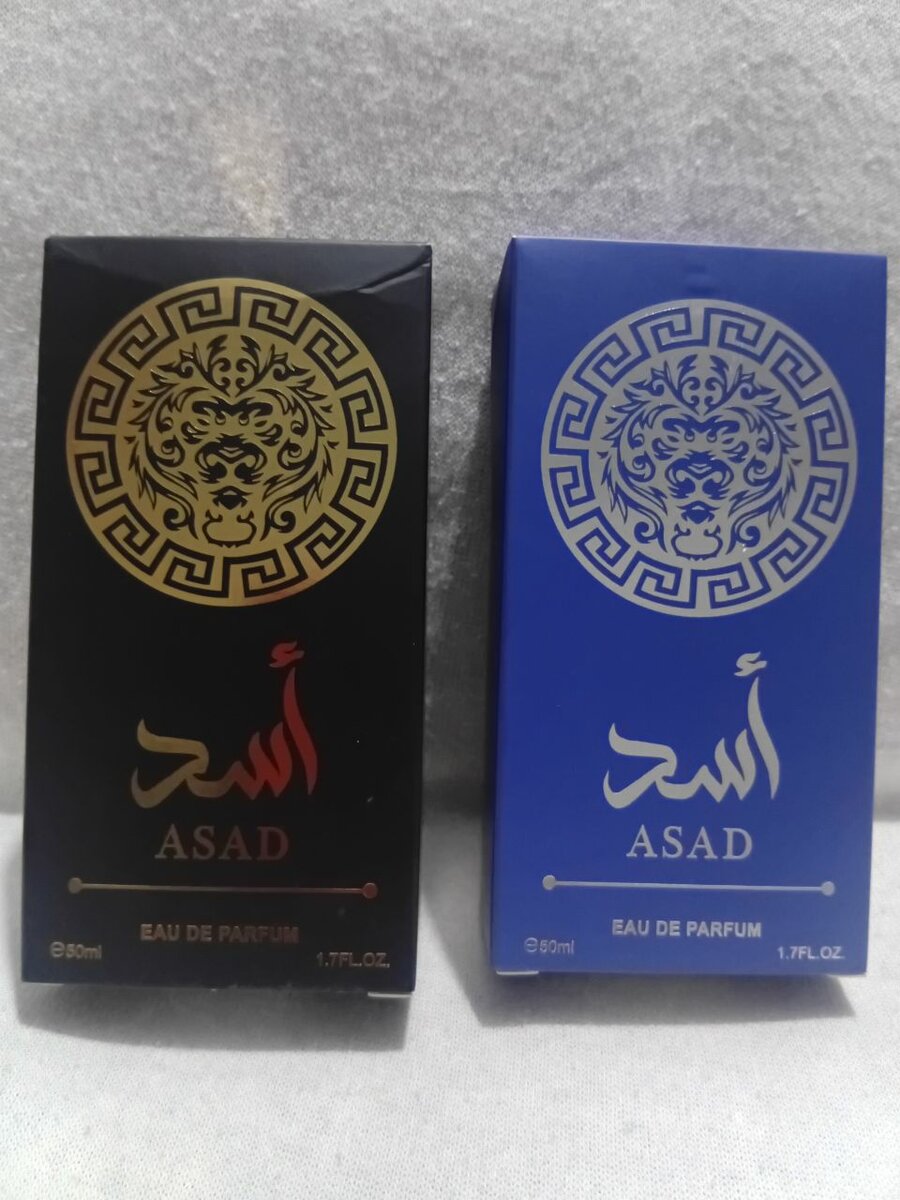 أسد
ASAD
EAU DE PARFUM
℮50ml
1.7FL.OZ.
أسد
ASAD
EAU DE PARFUM
℮50ml
1.7FL.OZ.